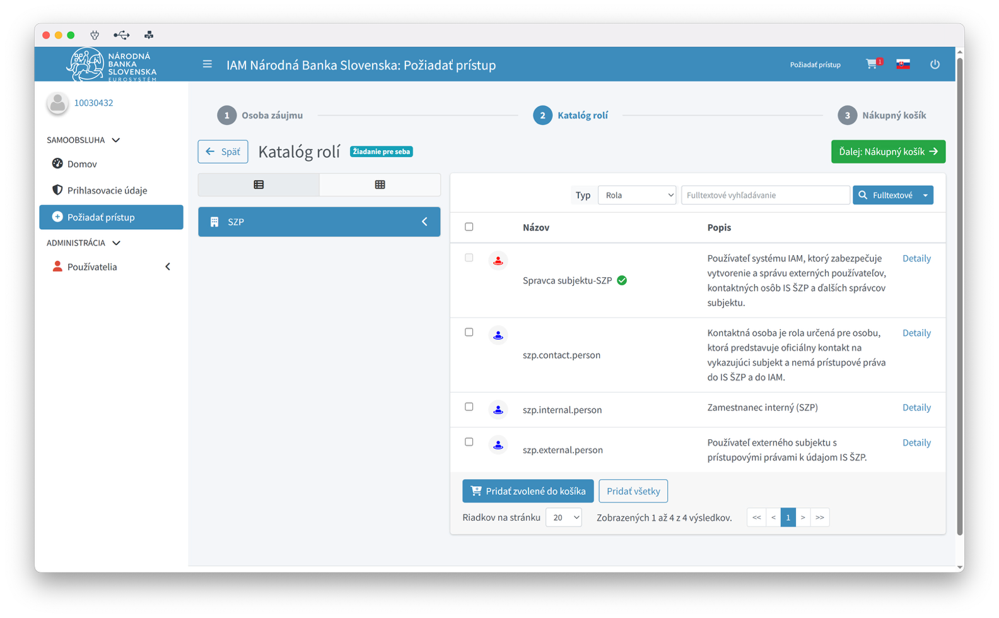 NÁRODNÁ
BANKA
SLOVENSKA
EUROSYSTÉM
IAM Národná Banka Slovenska: Požiadať prístup
Požiadať prístup
1
10030432
SAMOOBSLUHA
Domov
Prihlasovacie údaje
Požiadať prístup
ADMINISTRÁCIA
Používatelia
1 Osoba záujmu
2 Katalóg rolí
3 Nákupný košík
Späť
Katalóg rolí
Žiadanie pre seba
Ďalej: Nákupný košík
SZP
Typ
Rola
Fulltextové vyhľadávanie
Fulltextové
Názov
Popis
Spravca subjektu-SZP
Používateľ systému IAM, ktorý zabezpečuje
vytvorenie a správu externých používateľov,
kontaktných osôb IS ŠZP a ďalších správcov
subjektu.
Detaily
szp.contact.person
Kontaktná osoba je rola určená pre osobu,
ktorá predstavuje oficiálny kontakt na
vykazujúci subjekt a nemá prístupové práva
do IS ŠZP a do IAM.
Detaily
szp.internal.person
Zamestnanec interný (SZP)
Detaily
szp.external.person
Používateľ externého subjektu s
prístupovými právami k údajom IS ŠZP.
Detaily
Pridať zvolené do košíka
Pridať všetky
Riadkov na stránku
20
Zobrazených 1 až 4 z 4 výsledkov.
<< < 1 > >>